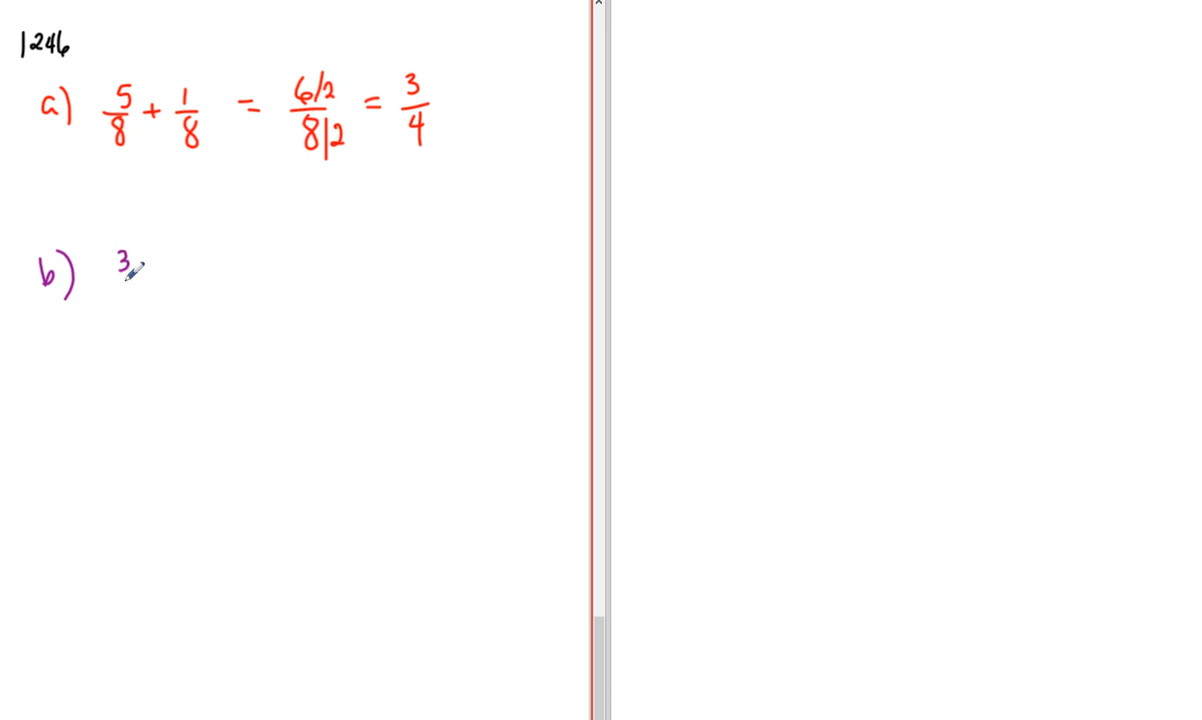 1246
a) 5/8 + 1/8 = 6/2 / 8/2 = 3/4
b) 3